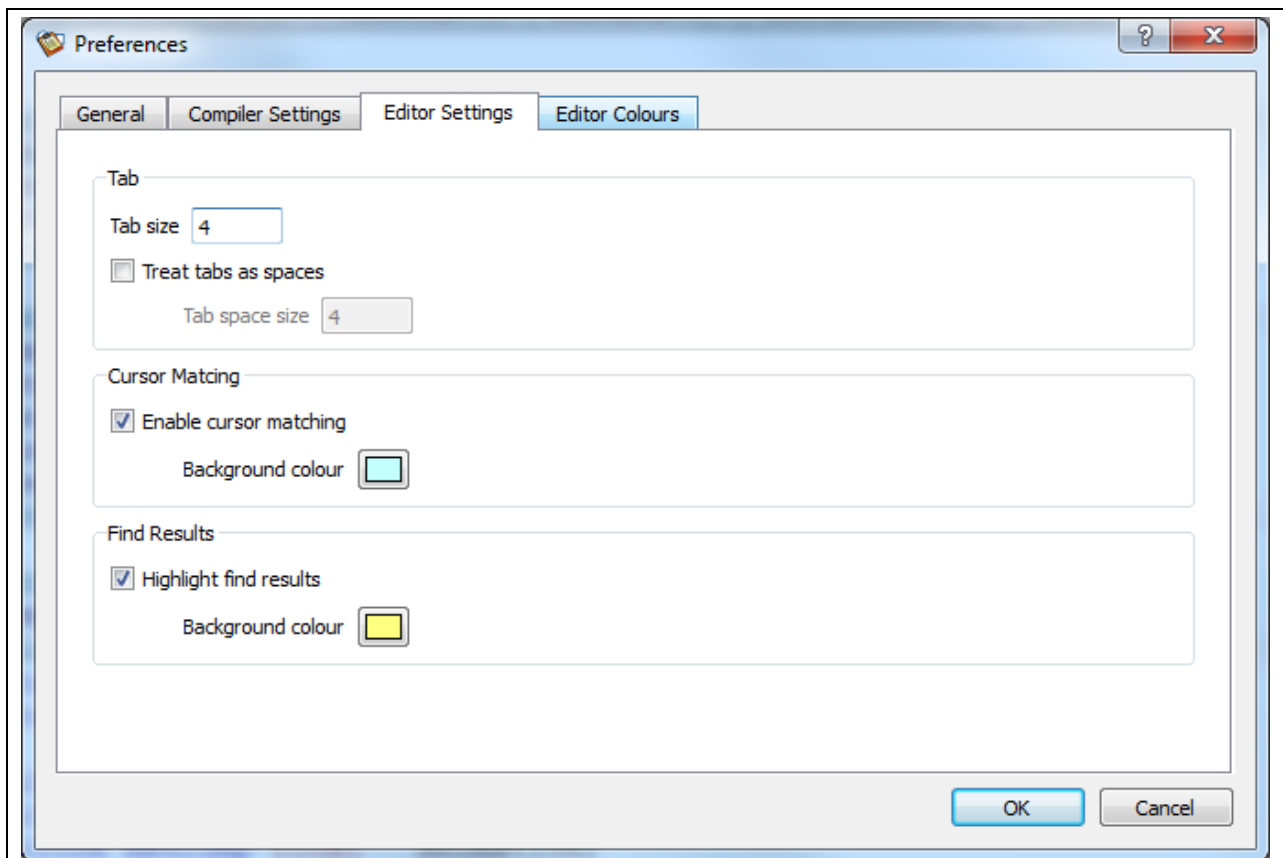 Preferences
General Compiler Settings Editor Settings Editor Colours
Tab
Tab size 4
Treat tabs as spaces
Tab space size 4
Cursor Matcing
Enable cursor matching
Background colour
Find Results
Highlight find results
Background colour
OK Cancel